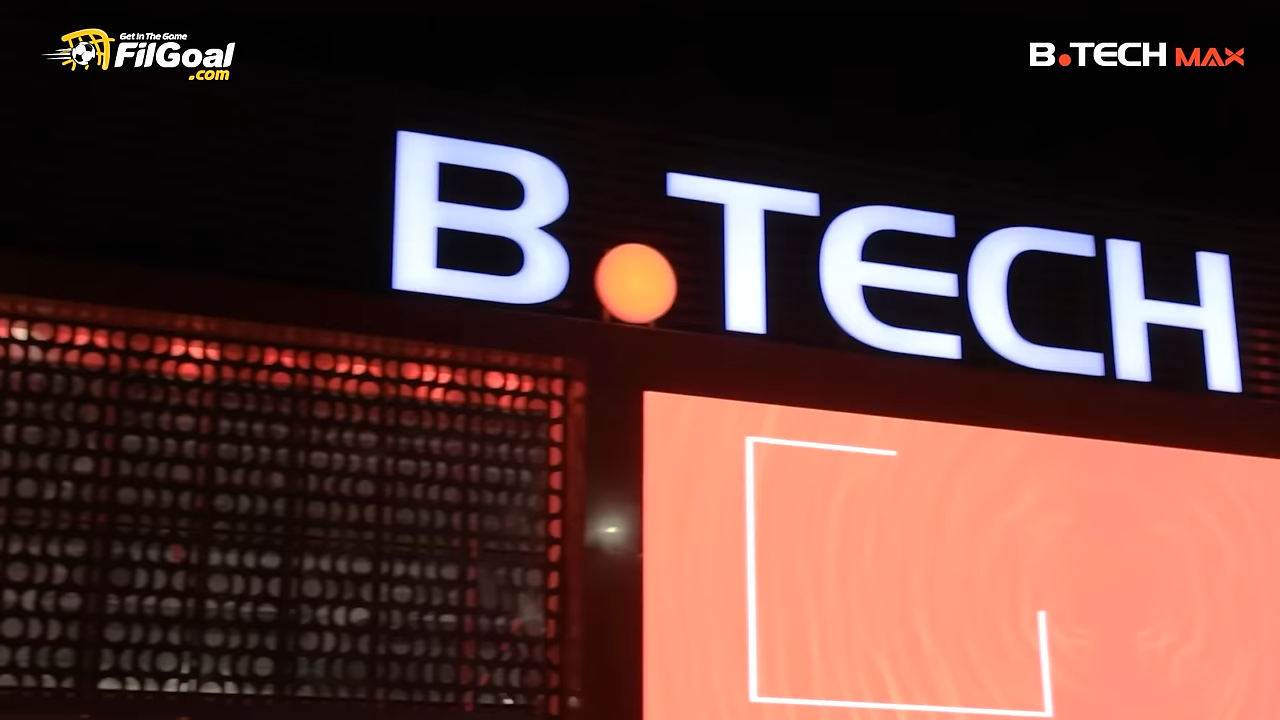 Get In The Game
FilGoal
.com
B.TECH MAX
B.TECH